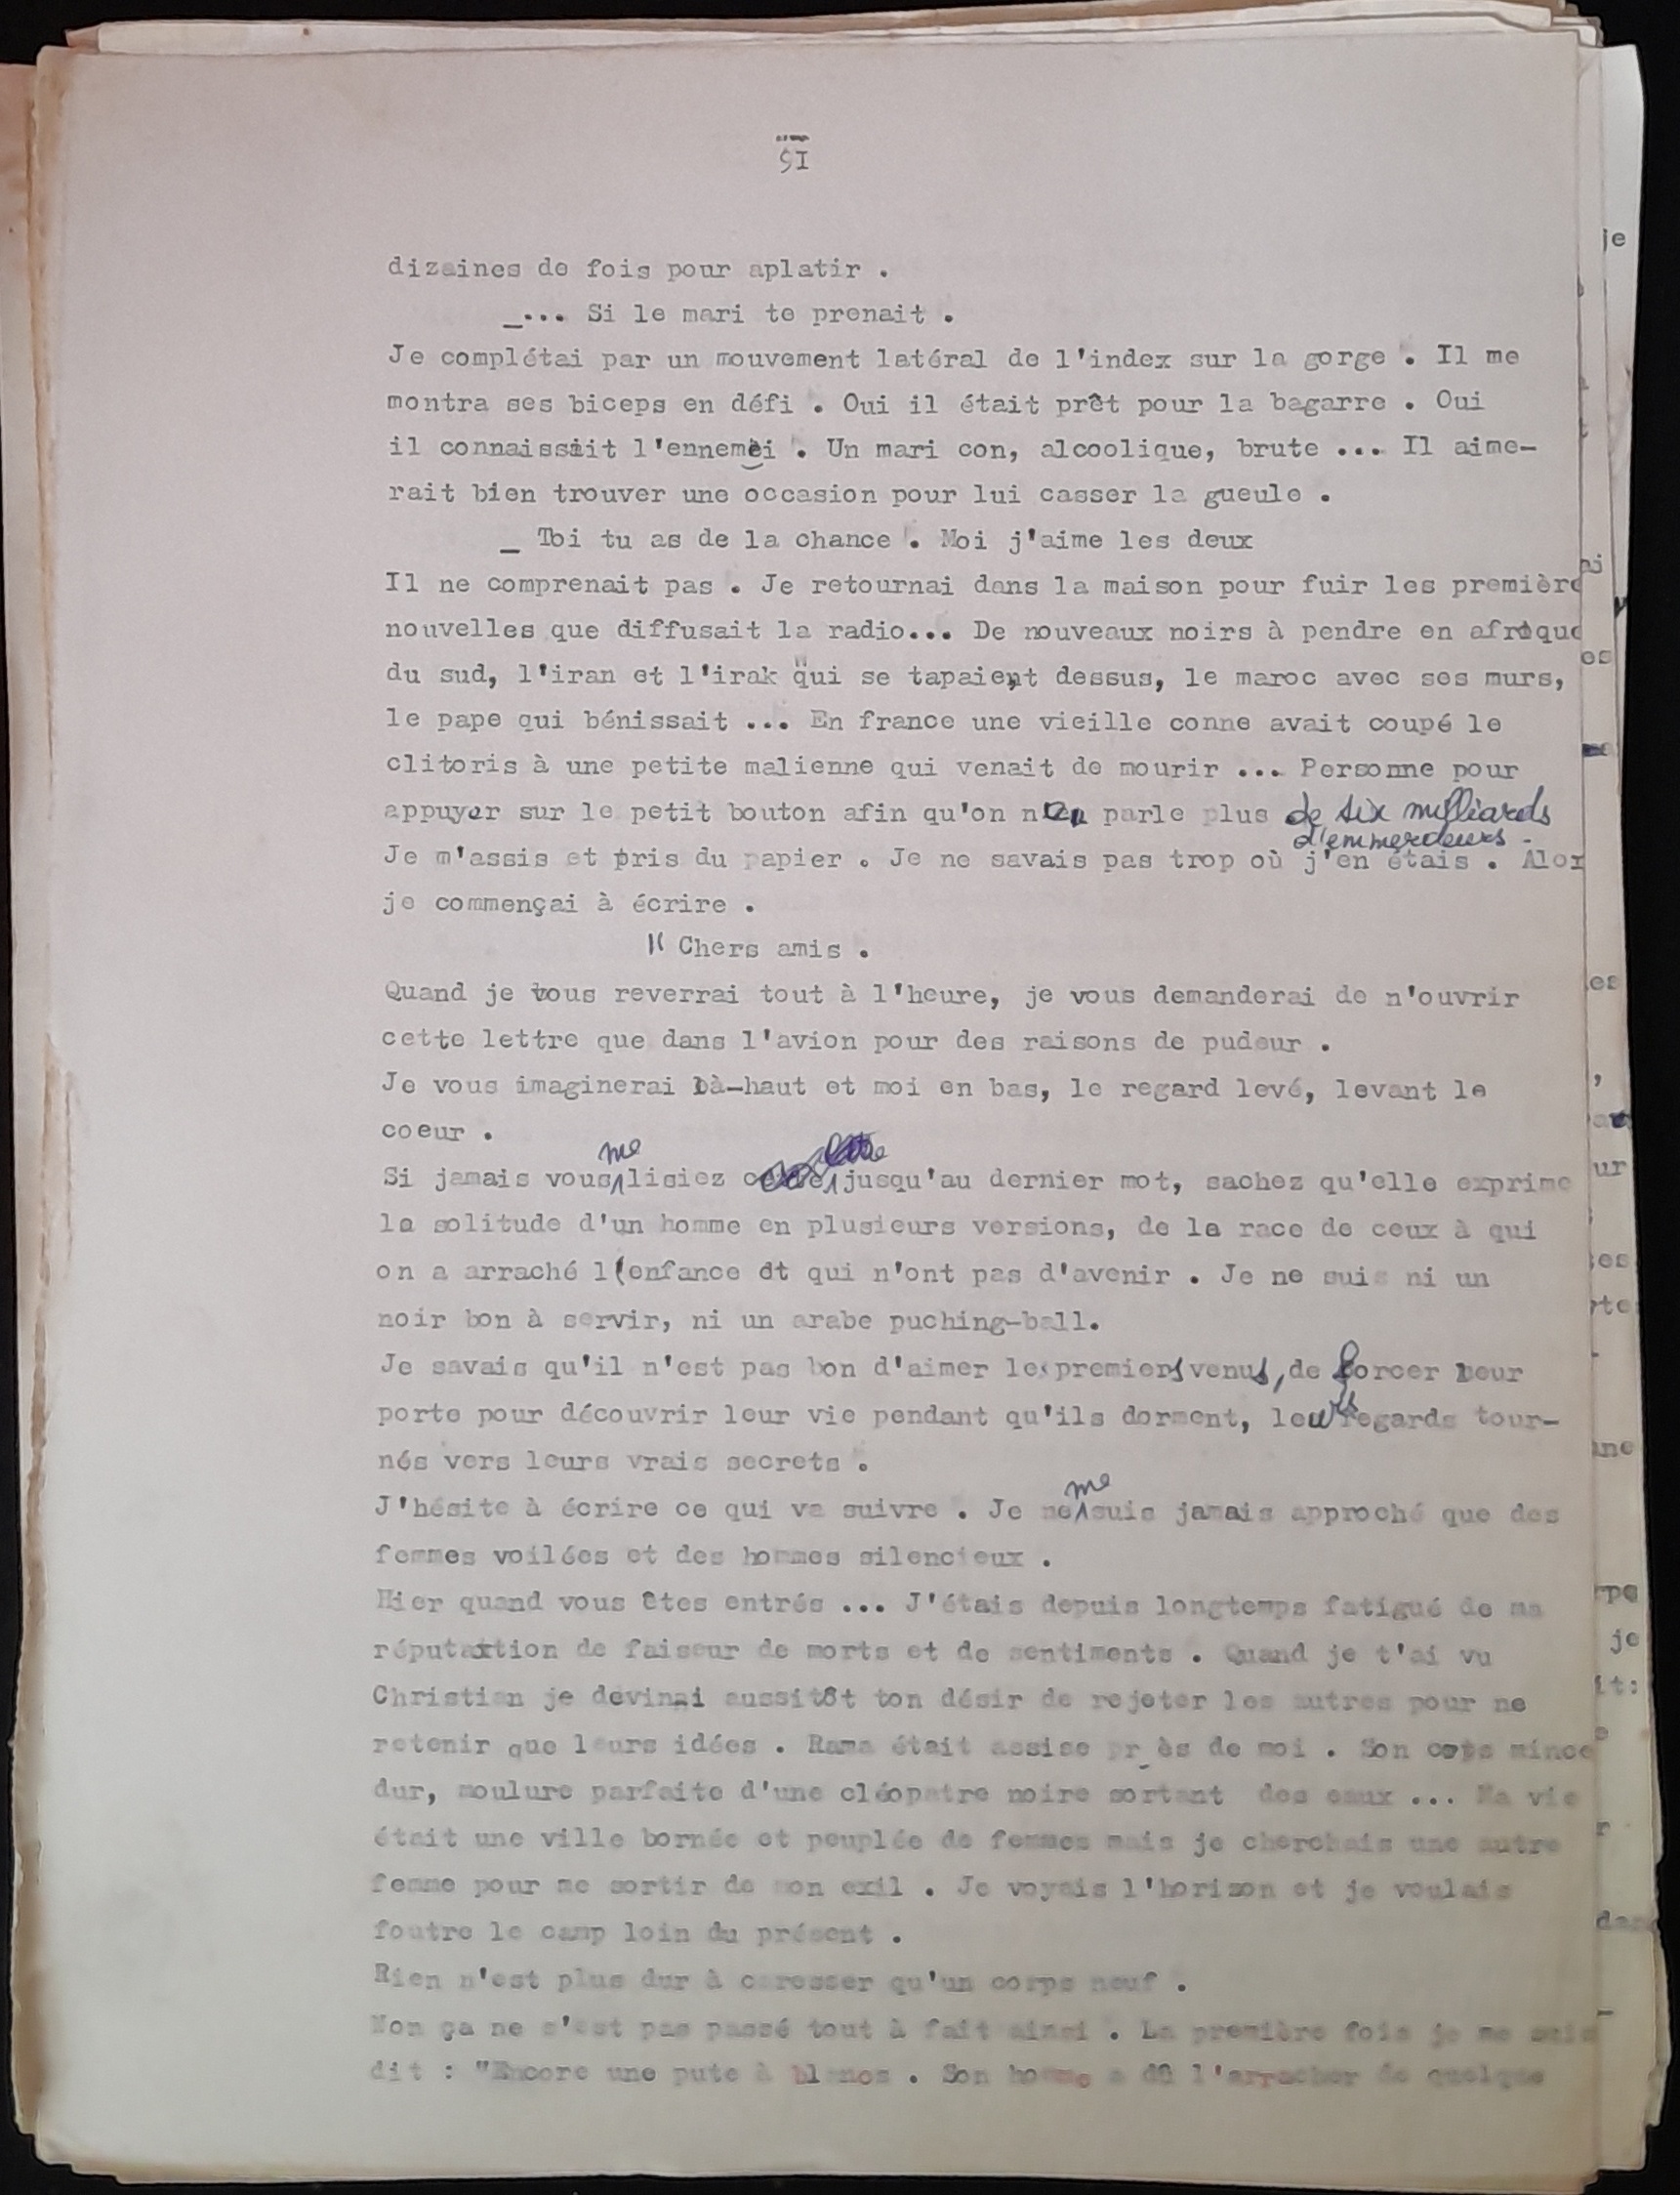 51
dizaines de fois pour aplatir .
_... Si le mari te prenait .
Je complétai par un mouvement latéral de l'index sur la gorge . Il me
montra ses biceps en défi . Oui il était prêt pour la bagarre . Oui
il connaissait l'ennemi . Un mari con, alcoolique, brute ... Il aime-
rait bien trouver une occasion pour lui casser la gueule .
_ Toi tu as de la chance . Moi j'aime les deux
Il ne comprenait pas . Je retournai dans la maison pour fuir les première
nouvelles que diffusait la radio... De nouveaux noirs à pendre en afrique
du sud, l'iran et l'irak qui se tapaient dessus, le maroc avec ses murs,
le pape qui bénissait ... En france une vieille conne avait coupé le
clitoris à une petite malienne qui venait de mourir ... Personne pour
appuyer sur le petit bouton afin qu'on n'en parle plus de six milliards
d'emmerdeurs .
Je m'assis et pris du papier . Je ne savais pas trop où j'en étais . Alor
je commençai à écrire .
" Chers amis .
Quand je vous reverrai tout à l'heure, je vous demanderai de n'ouvrir
cette lettre que dans l'avion pour des raisons de pudeur .
Je vous imaginerai là-haut et moi en bas, le regard levé, levant le
coeur .
Si jamais vous me lisiez jusqu'au dernier mot, sachez qu'elle exprime
la solitude d'un homme en plusieurs versions, de la race de ceux à qui
on a arraché l'enfance et qui n'ont pas d'avenir . Je ne suis ni un
noir bon à servir, ni un arabe puching-ball.
Je savais qu'il n'est pas bon d'aimer les premiers venus, de forcer leur
porte pour découvrir leur vie pendant qu'ils dorment, leurs regards tour-
nés vers leurs vrais secrets .
J'hésite à écrire ce qui va suivre . Je ne me suis jamais approché que des
femmes voilées et des hommes silencieux .
Hier quand vous êtes entrés ... J'étais depuis longtemps fatigué de ma
réputation de faiseur de morts et de sentiments . Quand je t'ai vu
Christian je devinai aussitôt ton désir de rejeter les autres pour ne
retenir que leurs idées . Rama était assise près de moi . Son corps mince
dur, moulure parfaite d'une cléopatre noire sortant des eaux ... Ma vie
était une ville bornée et peuplée de femmes mais je cherchais une autre
femme pour me sortir de mon exil . Je voyais l'horizon et je voulais
foutre le camp loin du présent .
Rien n'est plus dur à caresser qu'un corps neuf .
Non ça ne s'est pas passé tout à fait ainsi . La première fois je me suis
dit : "Encore une pute à blancs . Son homme a dû l'arracher de quelque